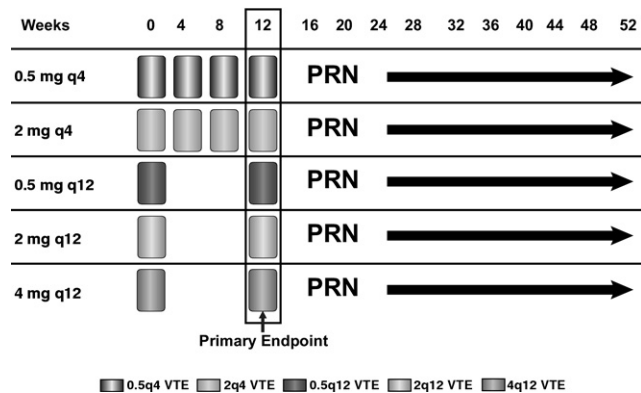 Weeks 0 4 8 12 16 20 24 28 32 36 40 44 48 52
0.5 mg q4 PRN
2 mg q4 PRN
0.5 mg q12 PRN
2 mg q12 PRN
4 mg q12 PRN
Primary Endpoint
0.5q4 VTE 2q4 VTE 0.5q12 VTE 2q12 VTE 4q12 VTE